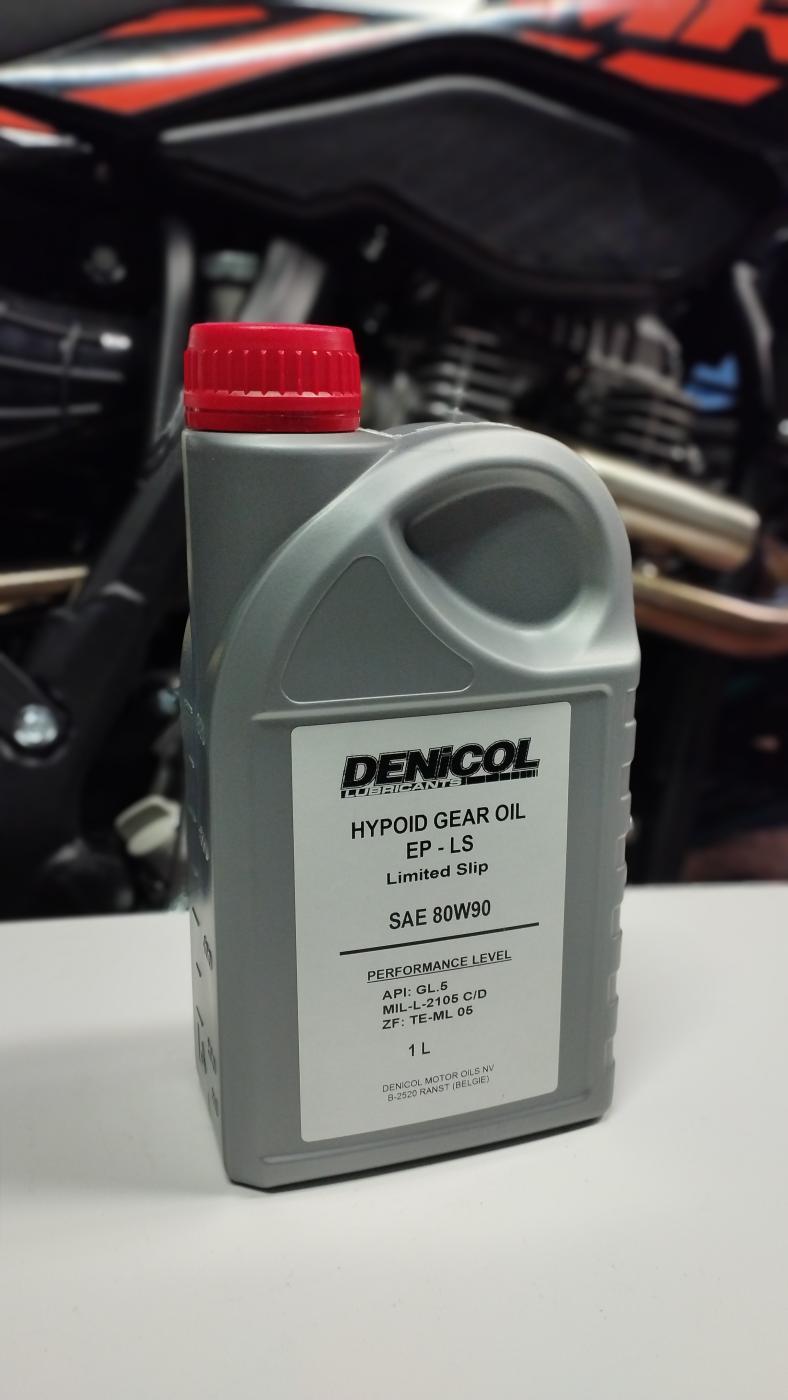 DENiCOL
LUBRICANTS
HYPOID GEAR OIL
EP - LS
Limited Slip
SAE 80W90
PERFORMANCE LEVEL
API: GL.5
MIL-L-2105 C/D
ZF: TE-ML 05
1 L
DENICOL MOTOR OILS NV
B-2520 RANST (BELGIE)